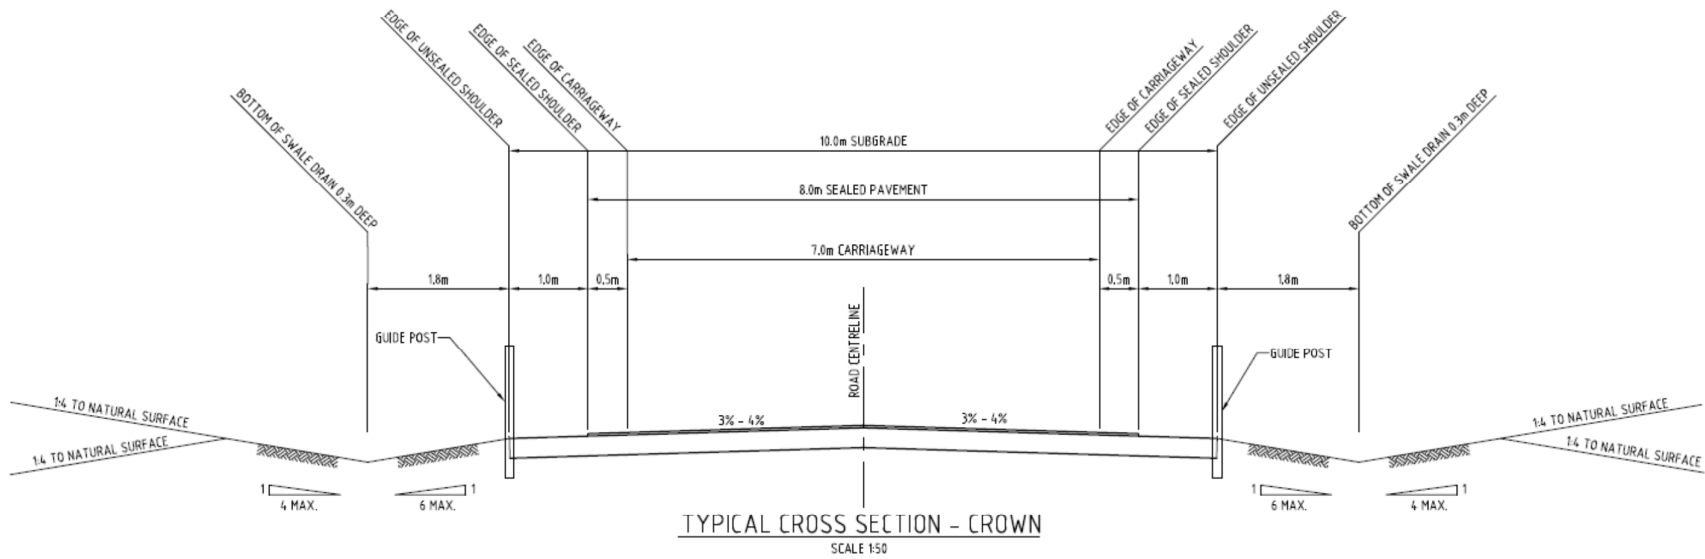 BOTTOM OF SWALE DRAIN 0.3m DEEP
EDGE OF UNSEALED SHOULDER
EDGE OF SEALED SHOULDER
EDGE OF CARRIAGEWAY
EDGE OF CARRIAGEWAY
EDGE OF SEALED SHOULDER
EDGE OF UNSEALED SHOULDER
BOTTOM OF SWALE DRAIN 0.3m DEEP
10.0m SUBGRADE
8.0m SEALED PAVEMENT
7.0m CARRIAGEWAY
1.8m
1.0m
0.5m
0.5m
1.0m
1.8m
GUIDE POST
ROAD CENTRELINE
GUIDE POST
1:4 TO NATURAL SURFACE
1:4 TO NATURAL SURFACE
3% - 4%
3% - 4%
1:4 TO NATURAL SURFACE
1:4 TO NATURAL SURFACE
1
4 MAX.
1
6 MAX.
1
6 MAX.
1
4 MAX.
TYPICAL CROSS SECTION - CROWN
SCALE 1:50